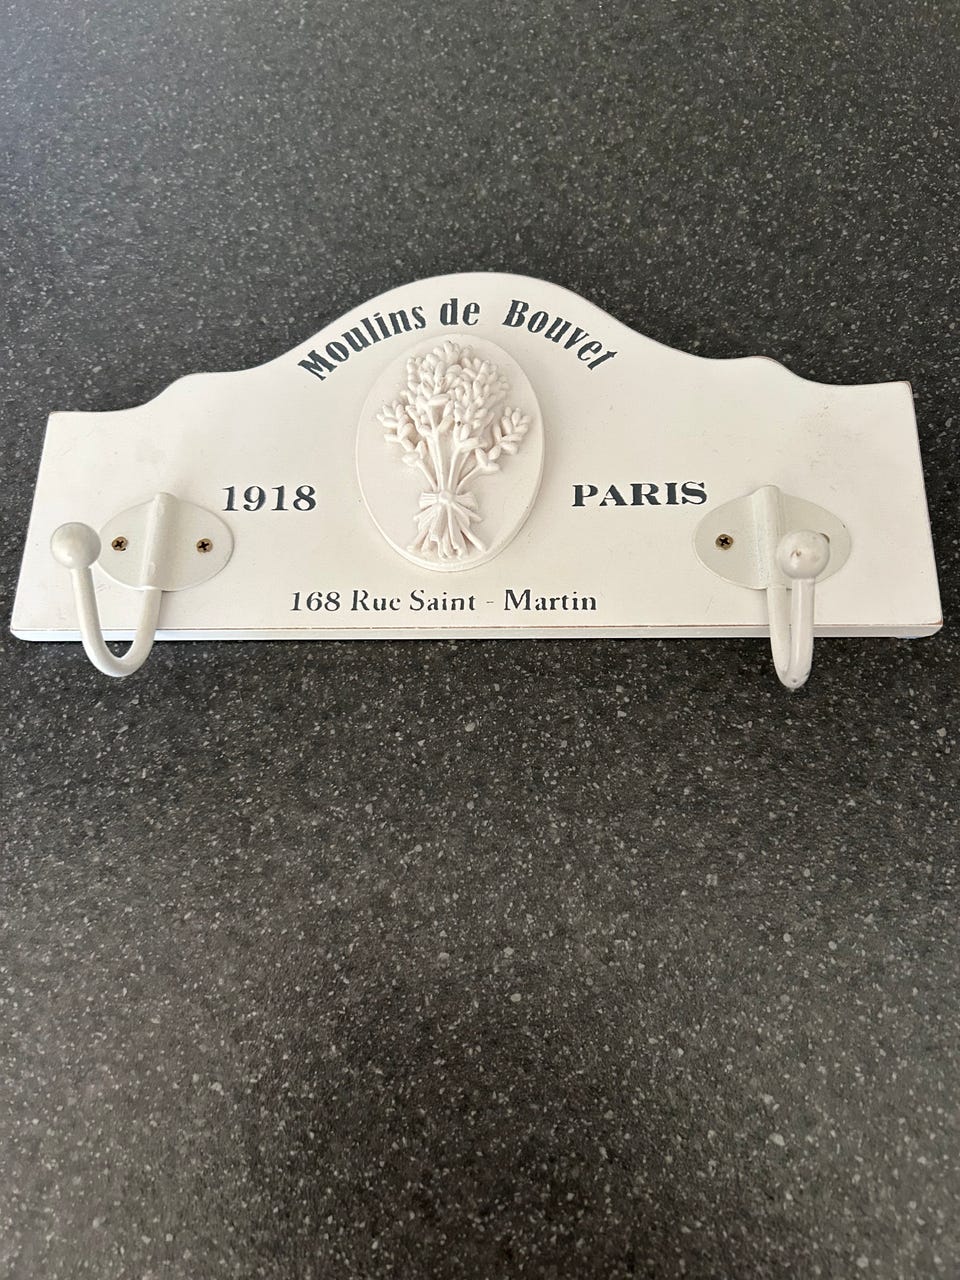 Moulins de Bouvet
1918 PARIS
168 Rue Saint - Martin